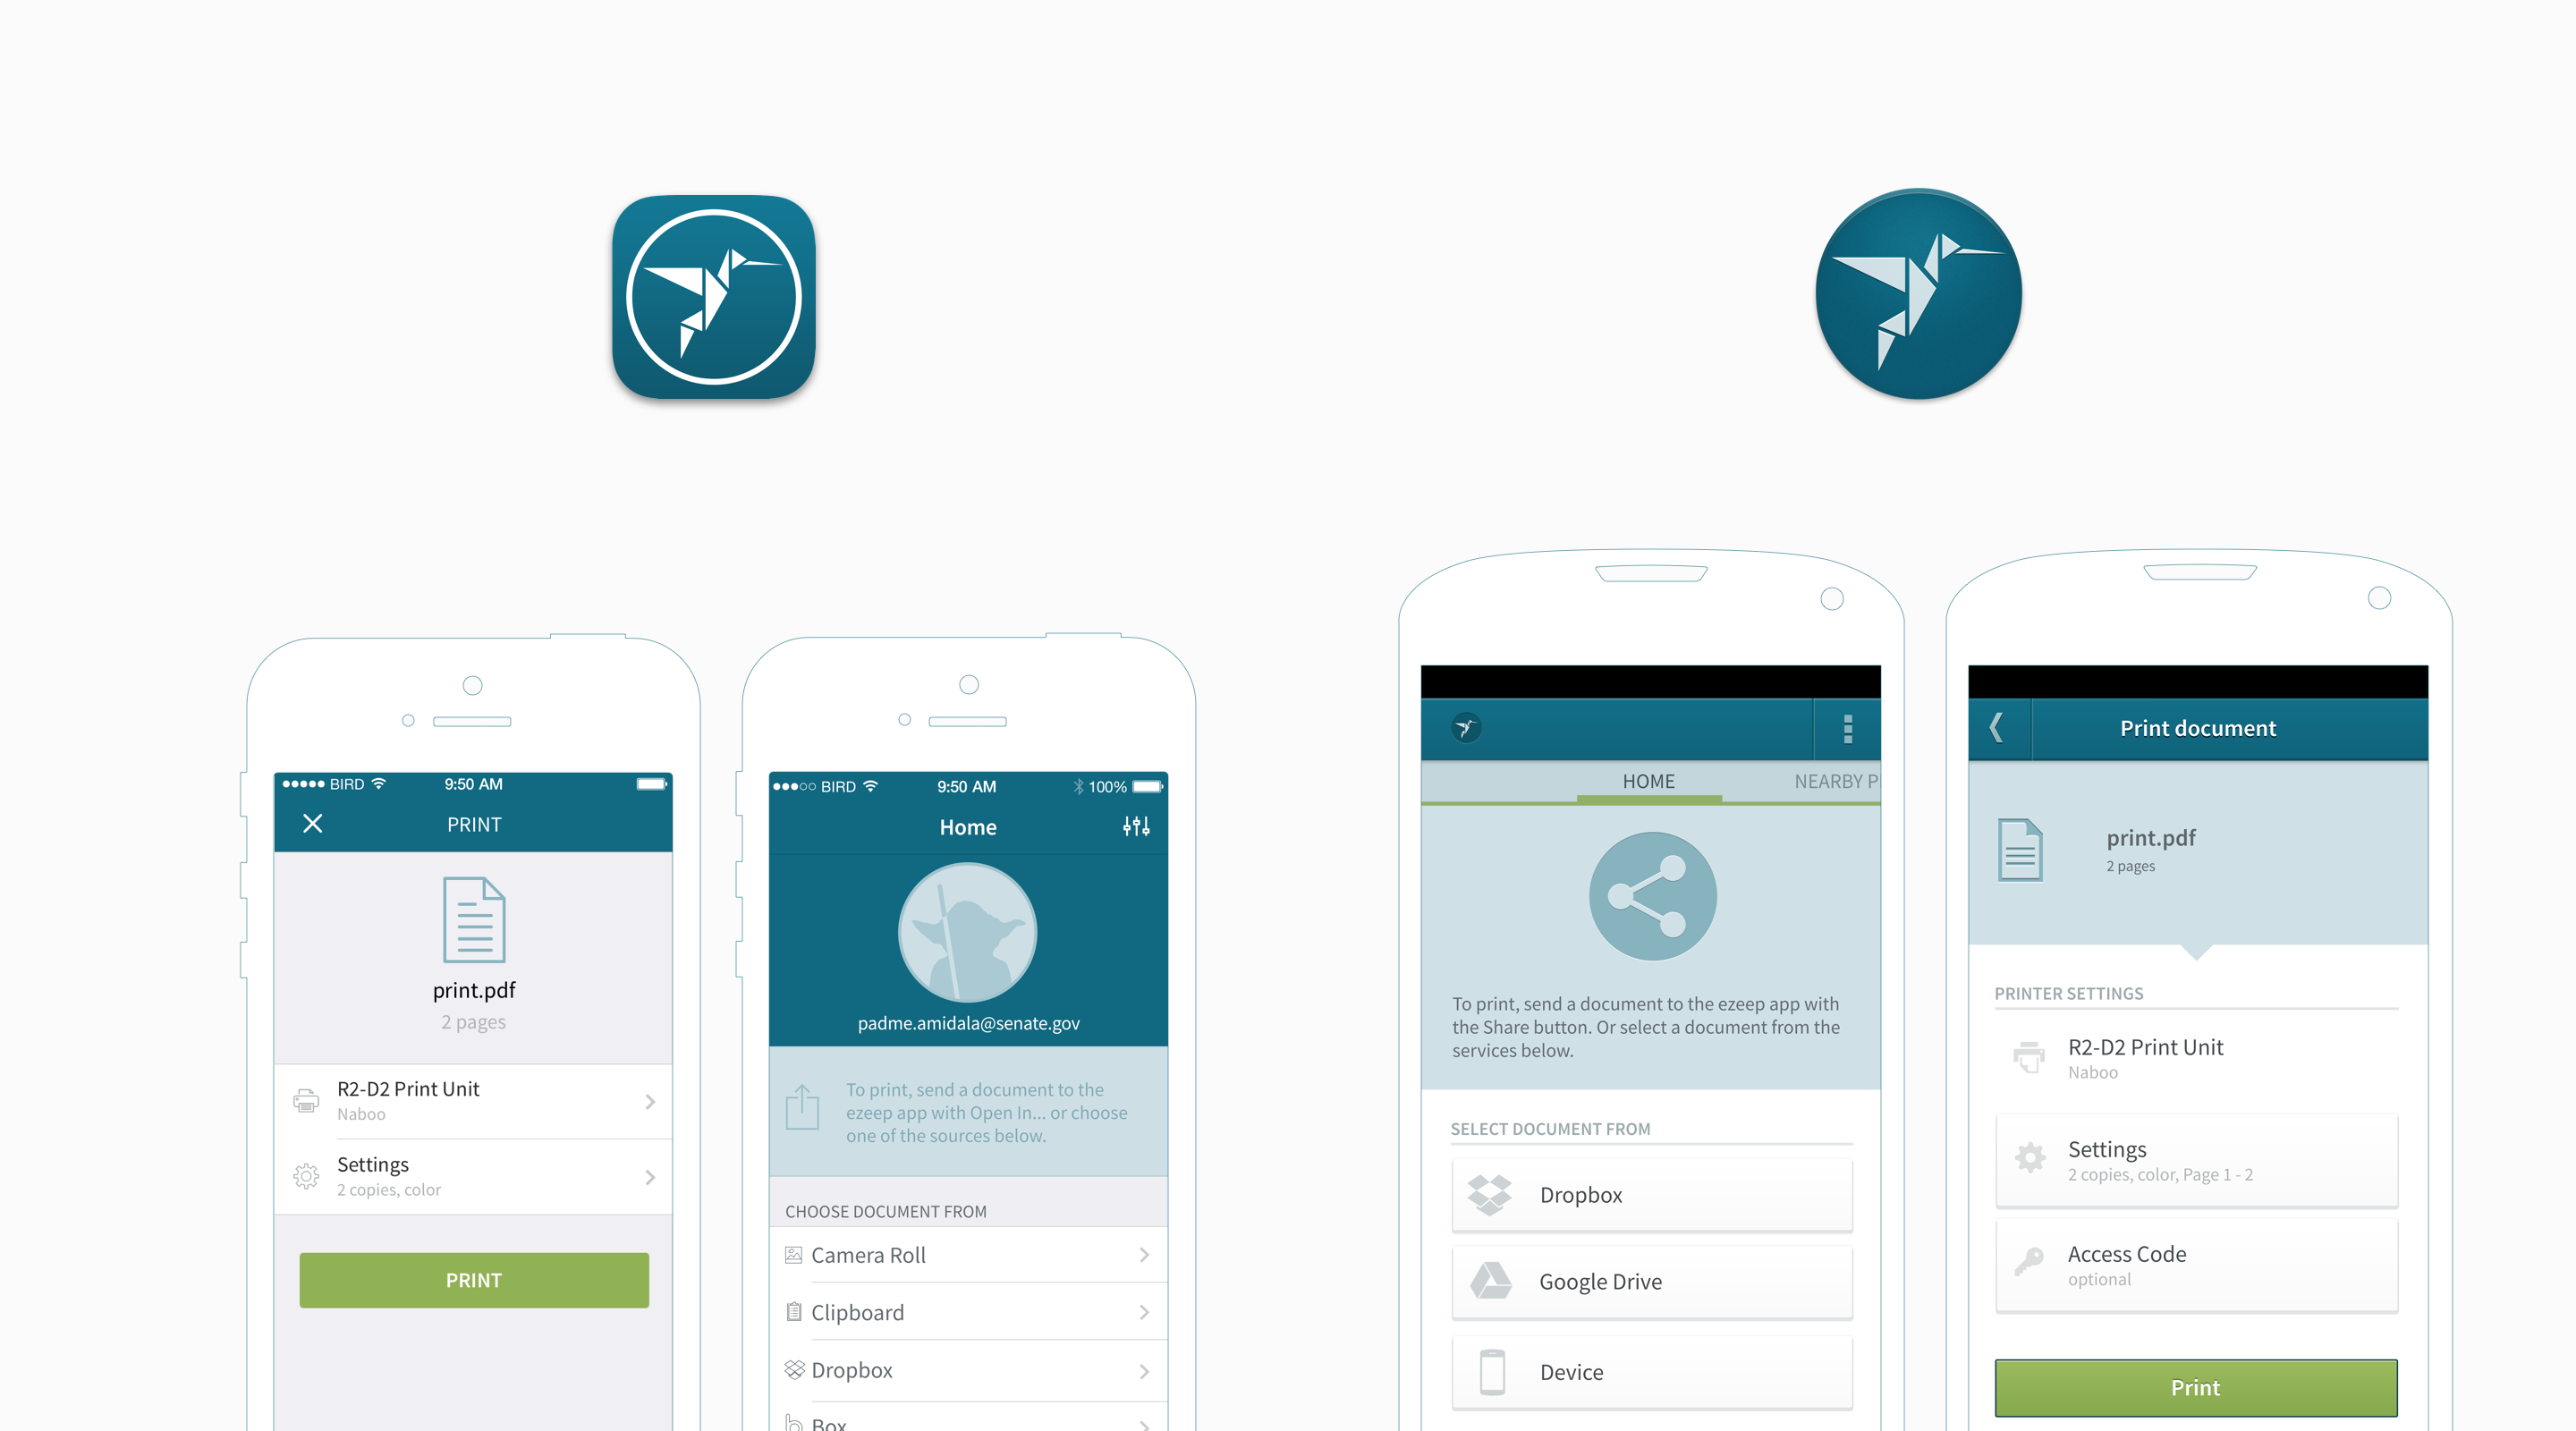 BIRD 9:50 AM
PRINT
print.pdf
2 pages
R2-D2 Print Unit
Naboo
Settings
2 copies, color
PRINT
BIRD 9:50 AM 100%
Home
padme.amidala@senate.gov
To print, send a document to the
ezeep app with Open In... or choose
one of the sources below.
CHOOSE DOCUMENT FROM
Camera Roll
Clipboard
Dropbox
Box
HOME NEARBY P
To print, send a document to the ezeep app with
the Share button. Or select a document from the
services below.
SELECT DOCUMENT FROM
Dropbox
Google Drive
Device
Print document
print.pdf
2 pages
PRINTER SETTINGS
R2-D2 Print Unit
Naboo
Settings
2 copies, color, Page 1 - 2
Access Code
optional
Print